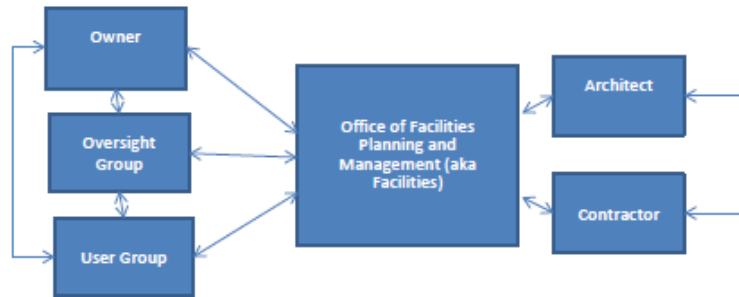 Owner
Oversight
Group
User Group
Office of Facilities
Planning and
Management (aka
Facilities)
Architect
Contractor